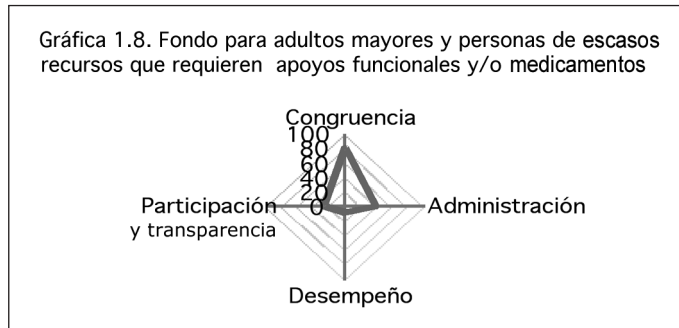 Gráfica 1.8. Fondo para adultos mayores y personas de escasos
recursos que requieren apoyos funcionales y/o medicamentos
Congruencia
100
80
60
40
20
0
Participación
y transparencia
Administración
Desempeño